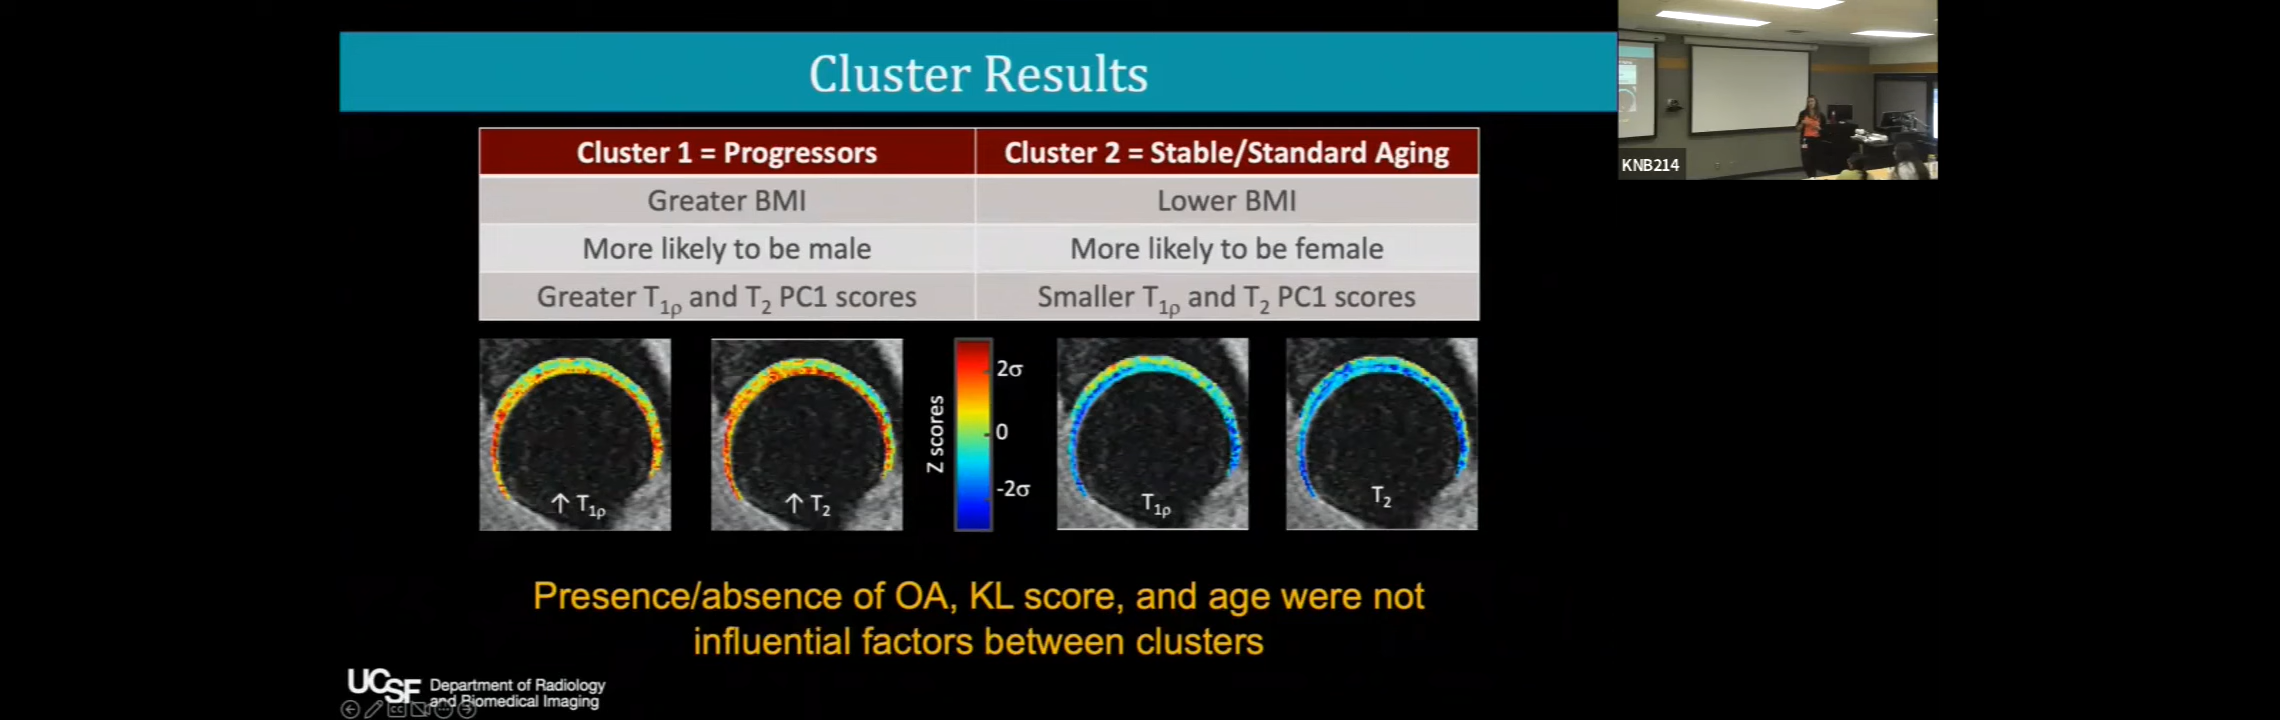 Cluster Results
Cluster 1 = Progressors
Cluster 2 = Stable/Standard Aging
Greater BMI
Lower BMI
More likely to be male
More likely to be female
Greater T1ρ and T2 PC1 scores
Smaller T1ρ and T2 PC1 scores
↑ T1ρ
↑ T2
Z scores
2σ
0
-2σ
T1ρ
T2
Presence/absence of OA, KL score, and age were not
influential factors between clusters
UCSF
Department of Radiology
and Biomedical Imaging
KNB214